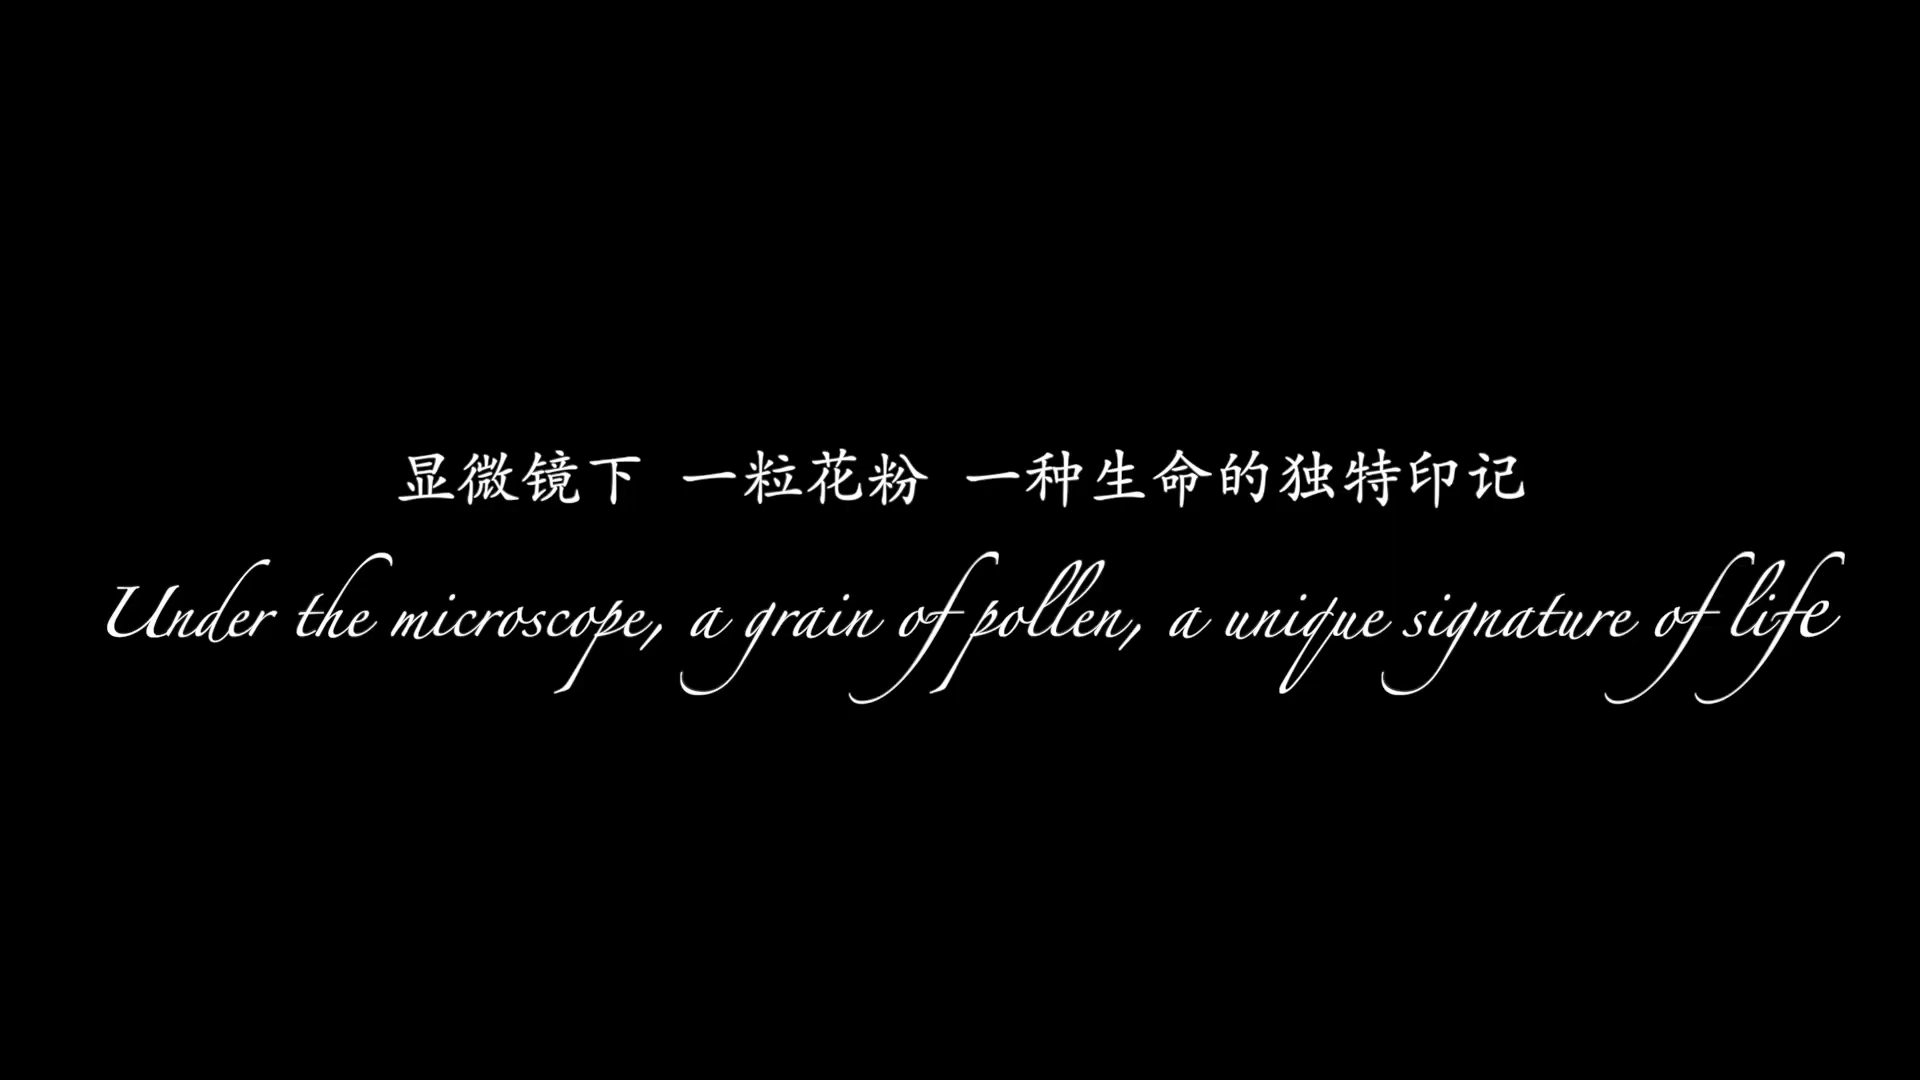 显微镜下 一粒花粉 一种生命的独特印记
Under the microscope, a grain of pollen, a unique signature of life